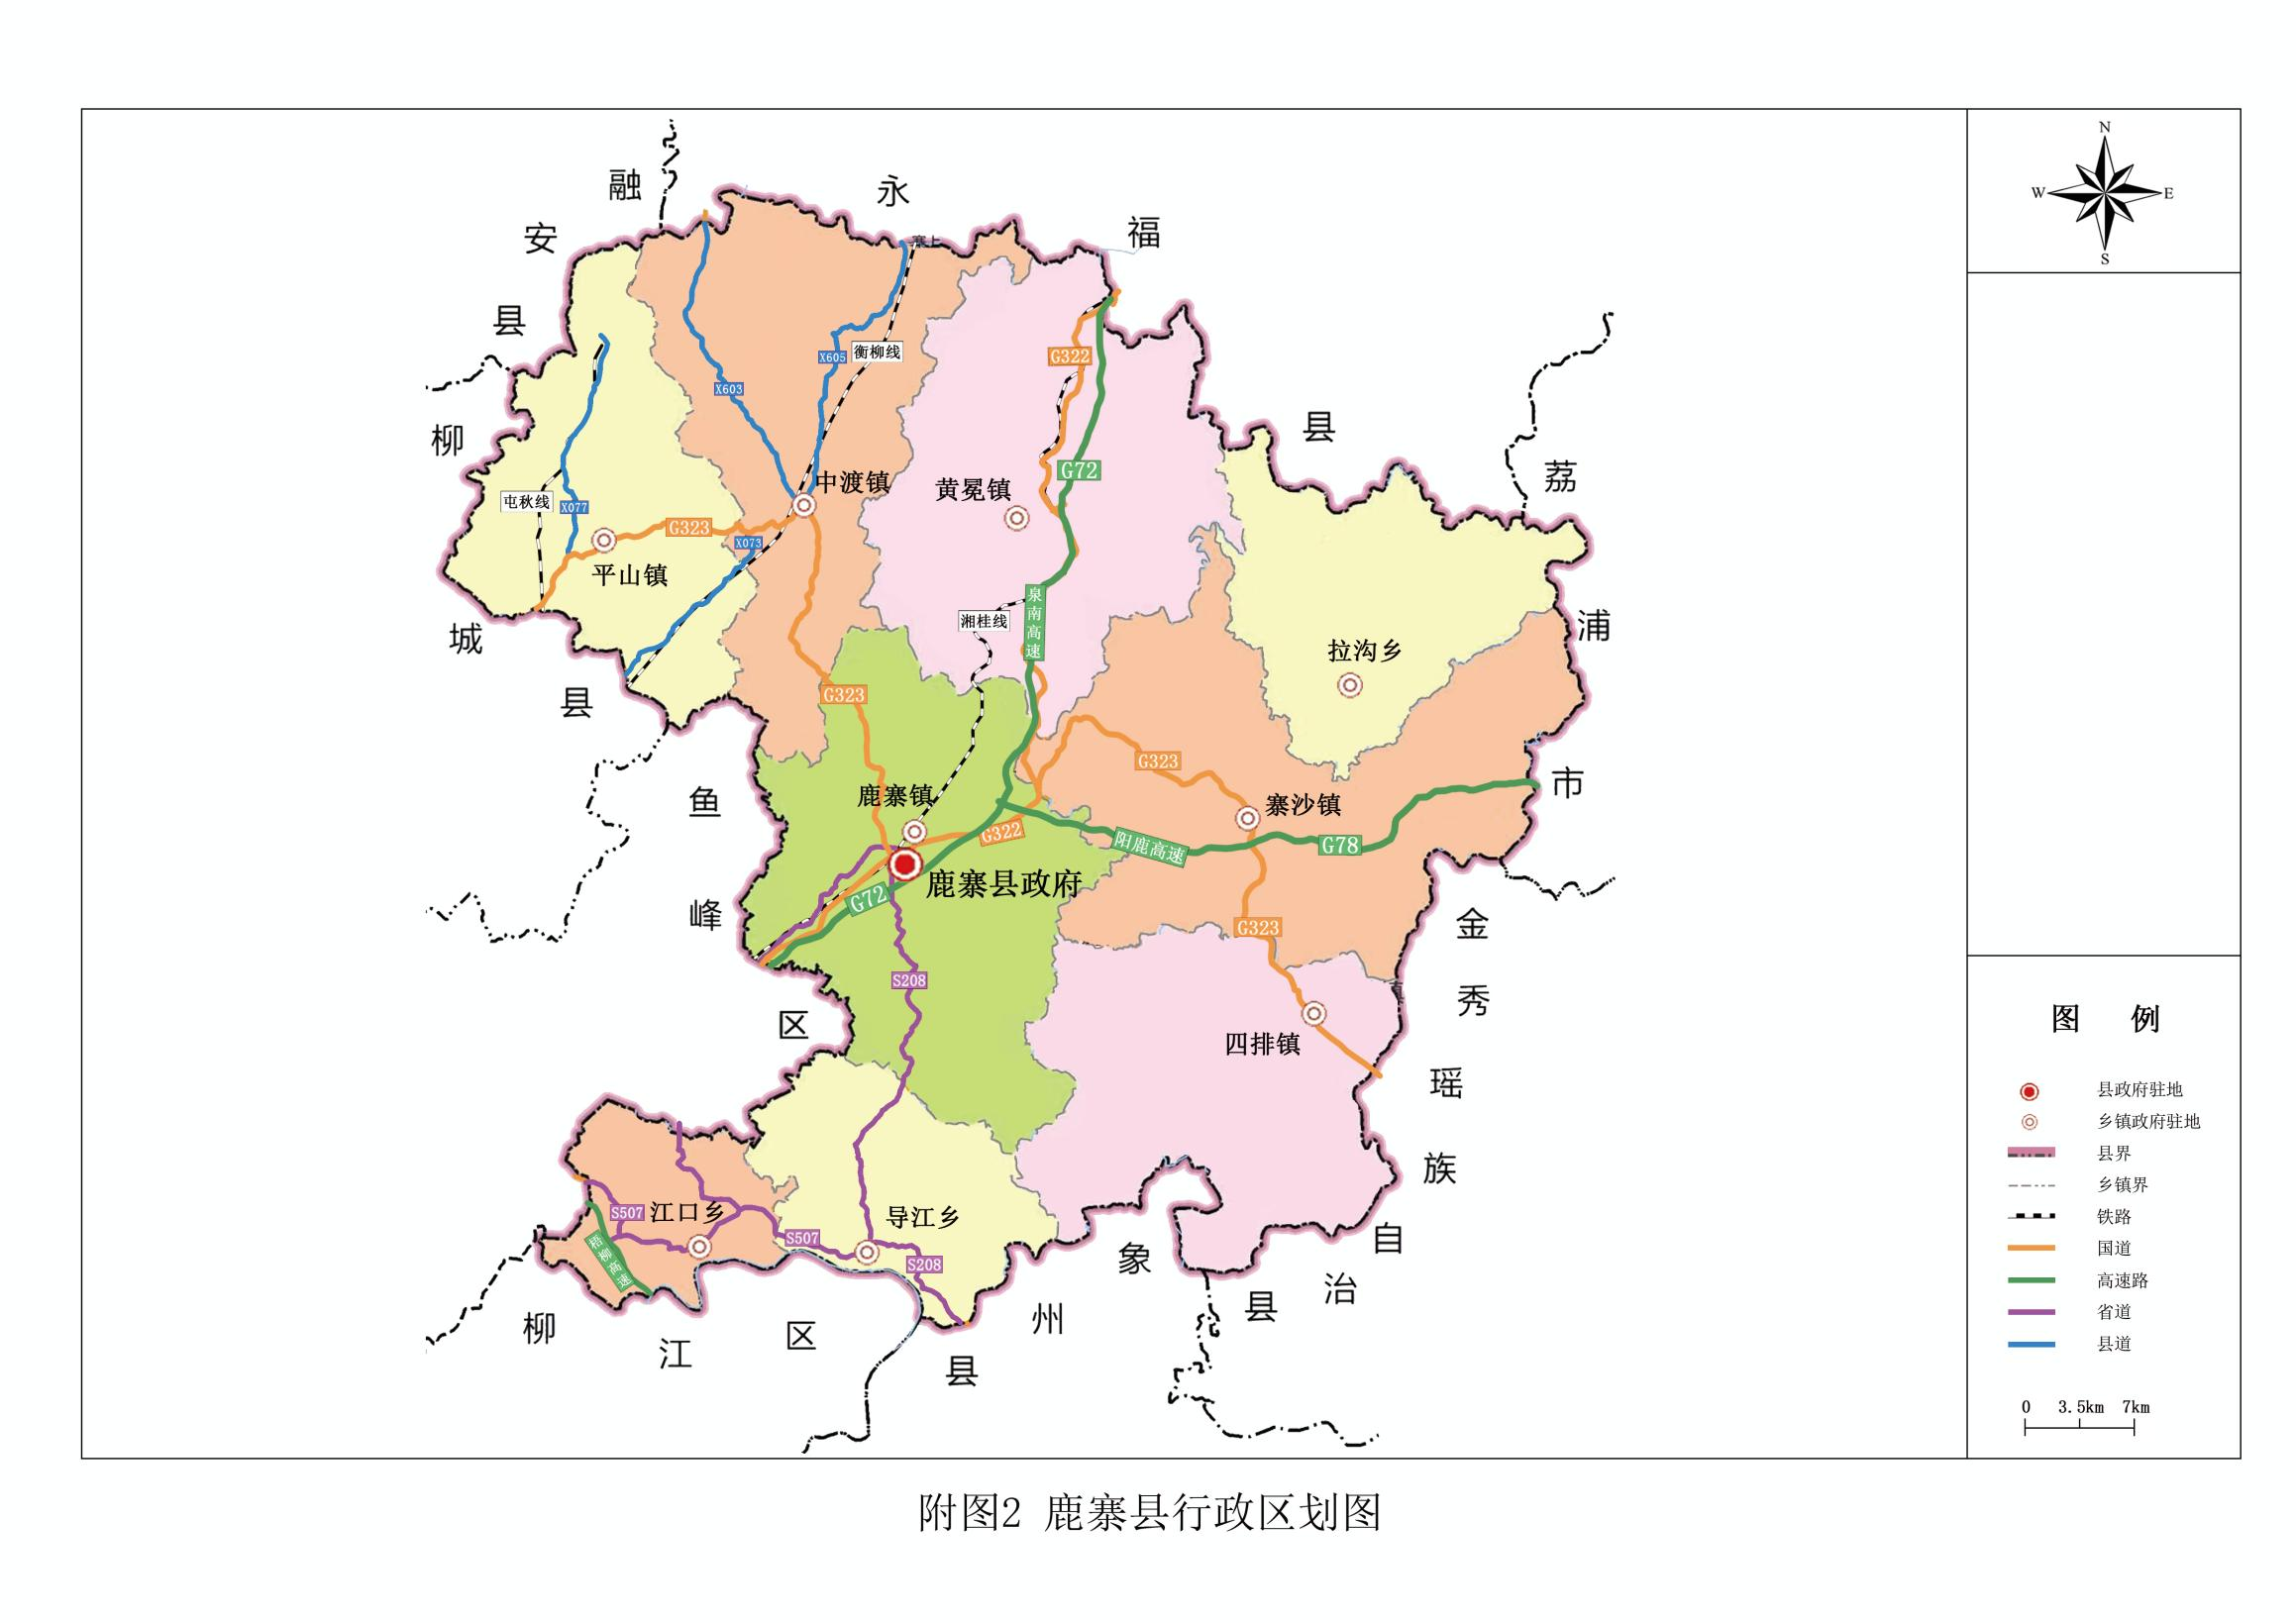 融安县
永福县
柳城县
荔浦市
鱼峰区
金秀瑶族自治县
象州县
柳江区
N
W
E
S
X603
X605
衡柳线
G322
G72
中渡镇
黄冕镇
屯秋线
X077
G323
X073
平山镇
泉南高速
湘桂线
拉沟乡
G323
G323
鹿寨镇
寨沙镇
G322
阳鹿高速
G78
鹿寨县政府
G72
G323
S208
四排镇
S507
江口乡
导江乡
S507
梧柳高速
S208
图 例
县政府驻地
乡镇政府驻地
县界
乡镇界
铁路
国道
高速路
省道
县道
0 3.5km 7km
附图2 鹿寨县行政区划图